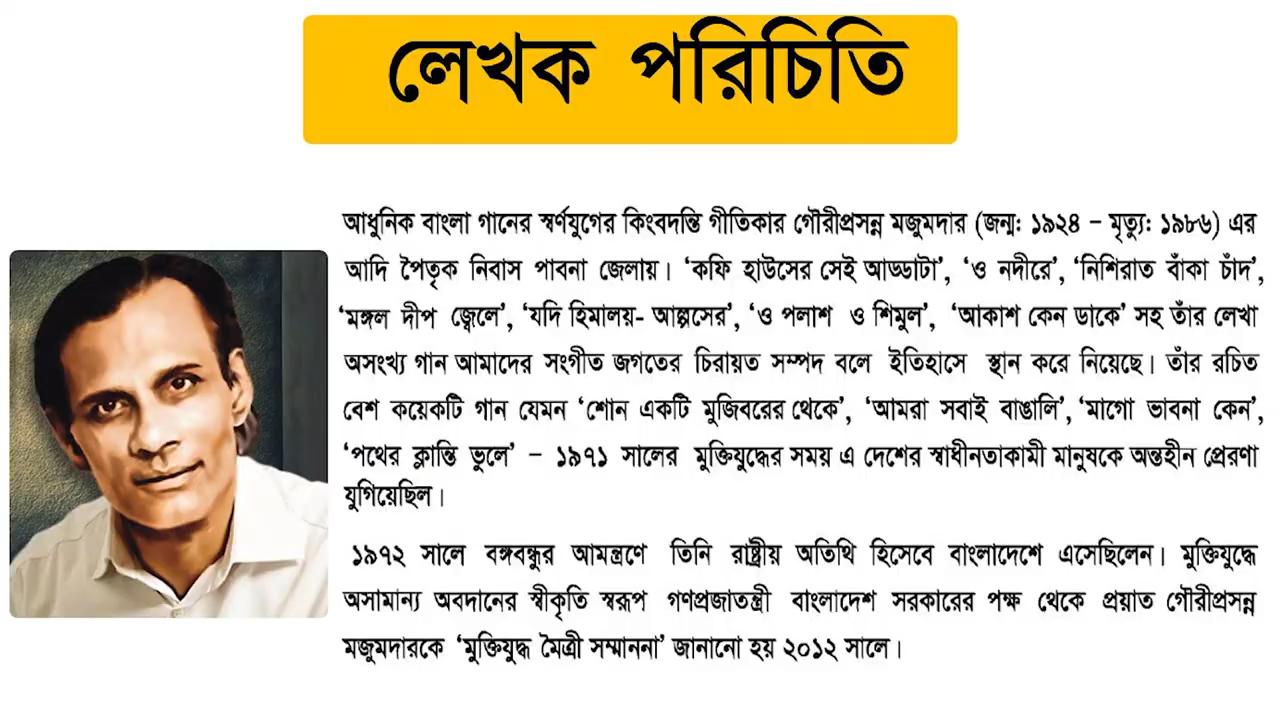 লেখক পরিচিতি
আধুনিক বাংলা গানের স্বর্ণযুগের কিংবদন্তি গীতিকার গৌরীপ্রসন্ন মজুমদার (জন্ম: ১৯২৪ – মৃত্যু: ১৯৮৬) এর
আদি পৈতৃক নিবাস পাবনা জেলায়। ‘কফি হাউসের সেই আড্ডাটা’, ‘ও নদীরে’, ‘নিশিরাত বাঁকা চাঁদ’,
‘মঙ্গল দীপ জ্বেলে’, ‘যদি হিমালয়- আল্পসের’, ‘ও পলাশ ও শিমুল’, ‘আকাশ কেন ডাকে’ সহ তাঁর লেখা
অসংখ্য গান আমাদের সংগীত জগতের চিরায়ত সম্পদ বলে ইতিহাসে স্থান করে নিয়েছে। তাঁর রচিত
বেশ কয়েকটি গান যেমন ‘শোন একটি মুজিবরের থেকে’, ‘আমরা সবাই বাঙালি’, ‘মাগো ভাবনা কেন’,
‘পথের ক্লান্তি ভুলে’ – ১৯৭১ সালের মুক্তিযুদ্ধের সময় এ দেশের স্বাধীনতাকামী মানুষকে অন্তহীন প্রেরণা
যুগিয়েছিল।
১৯৭২ সালে বঙ্গবন্ধুর আমন্ত্রণে তিনি রাষ্ট্রীয় অতিথি হিসেবে বাংলাদেশে এসেছিলেন। মুক্তিযুদ্ধে
অসামান্য অবদানের স্বীকৃতি স্বরূপ গণপ্রজাতন্ত্রী বাংলাদেশ সরকারের পক্ষ থেকে প্রয়াত গৌরীপ্রসন্ন
মজুমদারকে ‘মুক্তিযুদ্ধ মৈত্রী সম্মাননা’ জানানো হয় ২০১২ সালে।